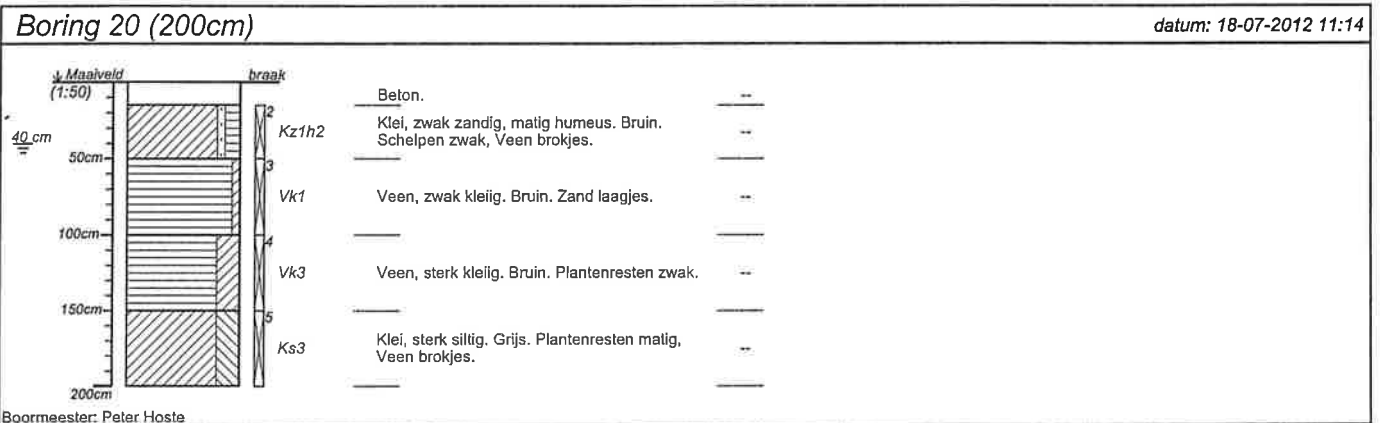 Boring 20 (200cm)
datum: 18-07-2012 11:14
Maaiveld
braak
(1:50)
Beton.
--
2
Kz1h2
Klei, zwak zandig, matig humeus. Bruin.
Schelpen zwak, Veen brokjes.
--
40 cm
50cm
3
Vk1
Veen, zwak kleiig. Bruin. Zand laagjes.
--
100cm
4
Vk3
Veen, sterk kleiig. Bruin. Plantenresten zwak.
--
150cm
5
Ks3
Klei, sterk siltig. Grijs. Plantenresten matig,
Veen brokjes.
--
200cm
Boormeester: Peter Hoste